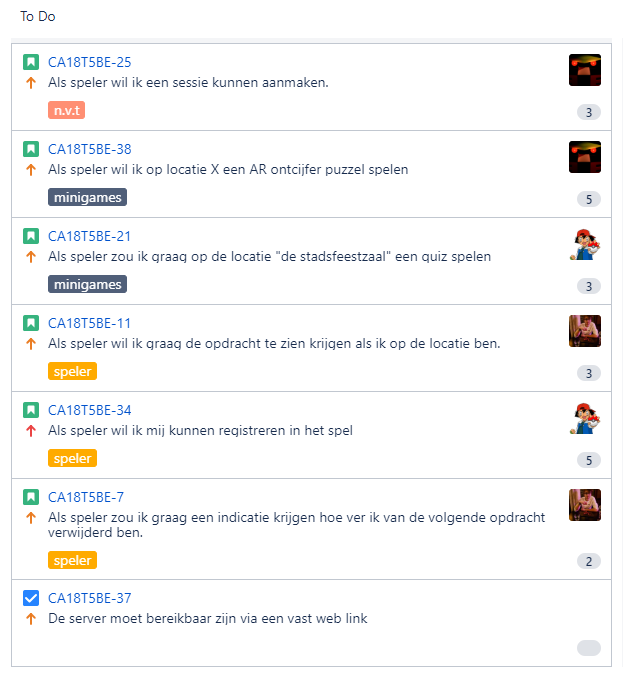 To Do
CA18T5BE-25
Als speler wil ik een sessie kunnen aanmaken.
n.v.t
3
CA18T5BE-38
Als speler wil ik op locatie X een AR ontcijfer puzzel spelen
minigames
5
CA18T5BE-21
Als speler zou ik graag op de locatie "de stadsfeestzaal" een quiz spelen
minigames
3
CA18T5BE-11
Als speler wil ik graag de opdracht te zien krijgen als ik op de locatie ben.
speler
3
CA18T5BE-34
Als speler wil ik mij kunnen registreren in het spel
speler
5
CA18T5BE-7
Als speler zou ik graag een indicatie krijgen hoe ver ik van de volgende opdracht
verwijderd ben.
speler
2
CA18T5BE-37
De server moet bereikbaar zijn via een vast web link